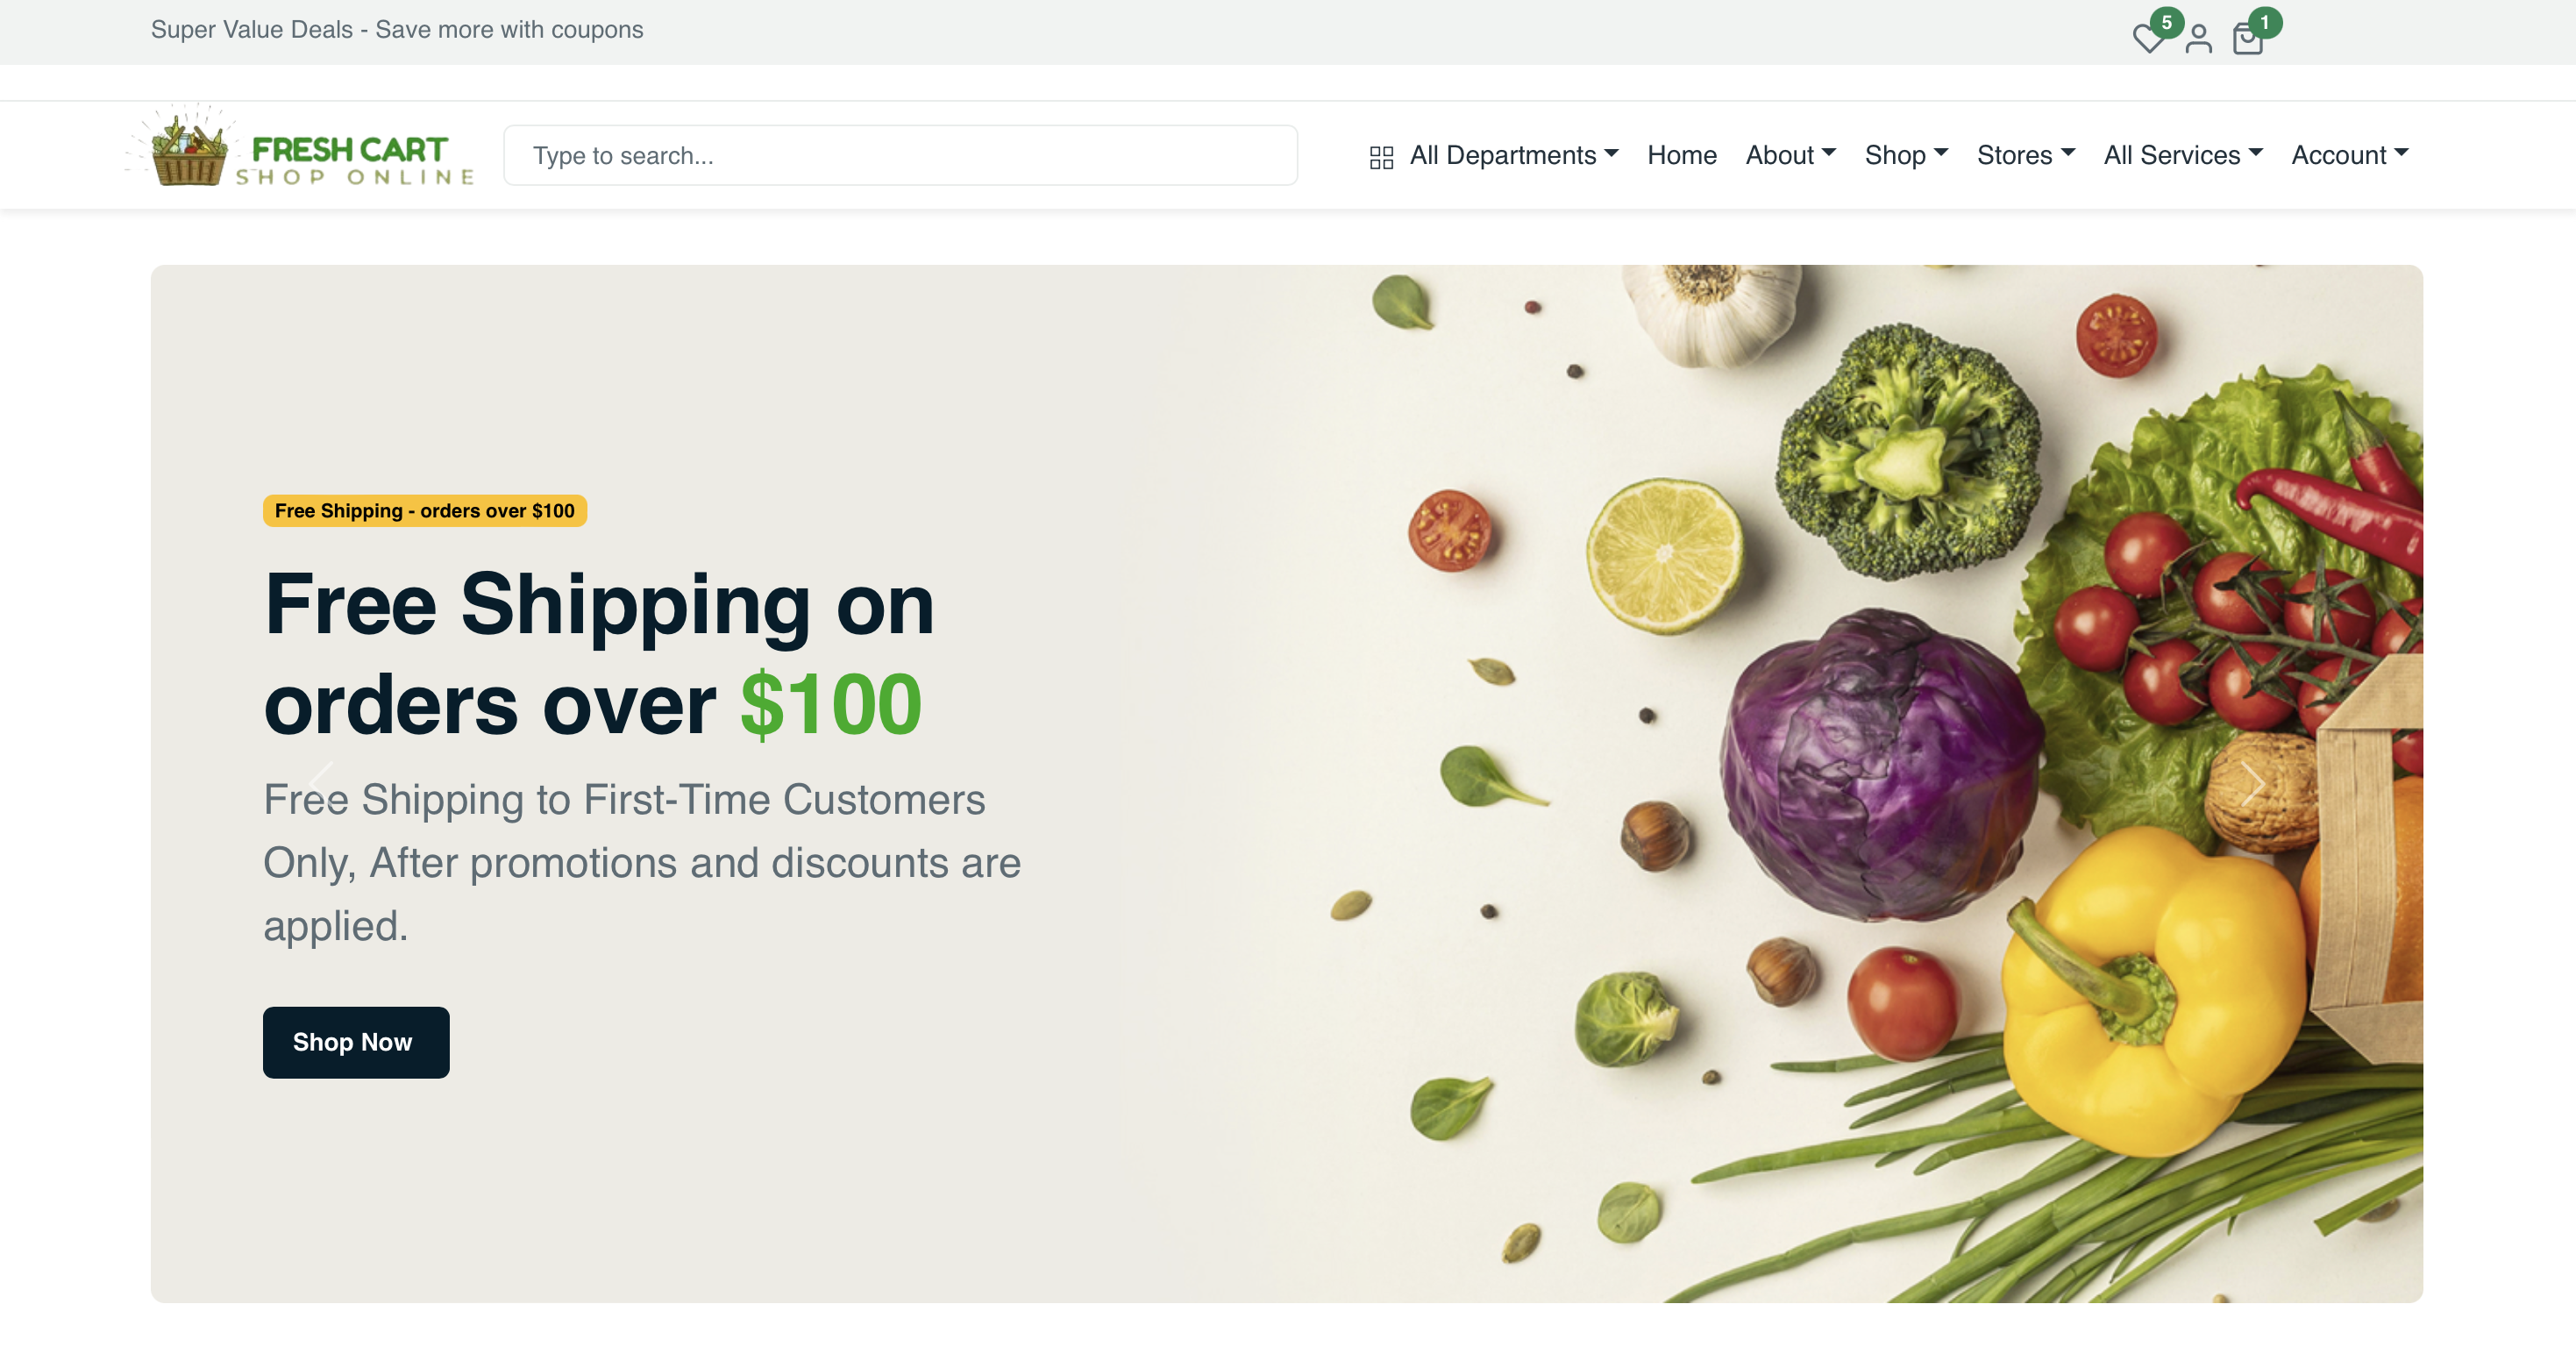 Super Value Deals - Save more with coupons
5
1
FRESH CART
SHOP ONLINE
Type to search...
All Departments Home About Shop Stores All Services Account
Free Shipping - orders over $100
Free Shipping on
orders over $100
Free Shipping to First-Time Customers
Only, After promotions and discounts are
applied.
Shop Now